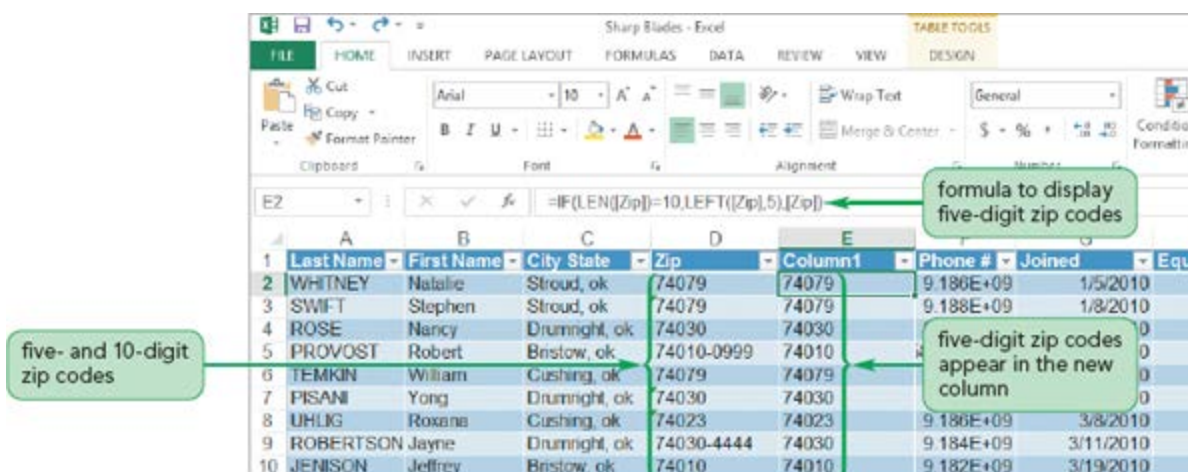 Sharp Blades - Excel
TABLE TOOLS
FILE HOME INSERT PAGE LAYOUT FORMULAS DATA REVIEW VIEW DESIGN
Cut
Copy
Format Painter
Paste
Arial 10 A A
B I U A
Wrap Text
Merge & Center
General
$ % ,
Clipboard Font Alignment Number
formula to display
five-digit zip codes
E2 fx =IF(LEN([Zip])=10,LEFT([Zip],5),[Zip])
A B C D E F G
1 Last Name First Name City State Zip Column1 Phone # Joined
2 WHITNEY Natalie Stroud, ok 74079 74079 9.186E+09 1/5/2010
3 SWIFT Stephen Stroud, ok 74079 74079 9.188E+09 1/8/2010
4 ROSE Nancy Drumright, ok 74030 74030 0
5 PROVOST Robert Bristow, ok 74010-0999 74010 0
6 TEMKIN William Cushing, ok 74079 74079 0
7 PISANI Yong Drumright, ok 74030 74030 0
8 UHLIG Roxana Cushing, ok 74023 74023 9.186E+09 3/8/2010
9 ROBERTSON Jayne Drumright, ok 74030-4444 74030 9.184E+09 3/11/2010
10 JENISON Jeffrey Bristow, ok 74010 74010 9.182E+09 3/19/2010
five- and 10-digit
zip codes
five-digit zip codes
appear in the new
column